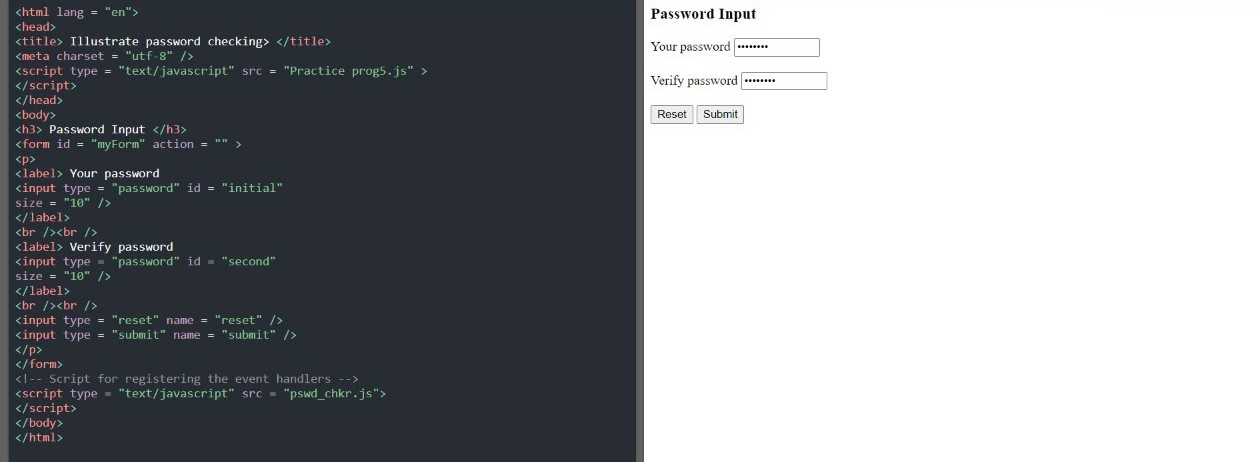 <html lang = "en">
<head>
<title> Illustrate password checking> </title>
<meta charset = "utf-8" />
<script type = "text/javascript" src = "Practice prog5.js" >
</script>
</head>
<body>
<h3> Password Input </h3>
<form id = "myForm" action = "" >
<p>
<label> Your password
<input type = "password" id = "initial"
size = "10" />
</label>
<br /><br />
<label> Verify password
<input type = "password" id = "second"
size = "10" />
</label>
<br /><br />
<input type = "reset" name = "reset" />
<input type = "submit" name = "submit" />
</p>
</form>
<!-- Script for registering the event handlers -->
<script type = "text/javascript" src = "pswd_chkr.js">
</script>
</body>
</html>
Password Input
Your password ••••••••
Verify password ••••••••
Reset Submit